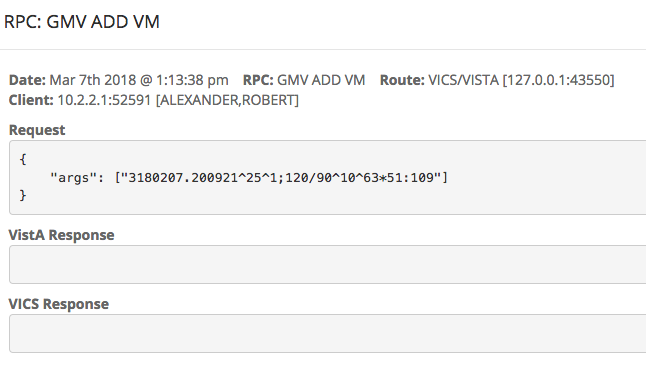 RPC: GMV ADD VM
Date: Mar 7th 2018 @ 1:13:38 pm RPC: GMV ADD VM Route: VICS/VISTA [127.0.0.1:43550]
Client: 10.2.2.1:52591 [ALEXANDER,ROBERT]
Request
{
"args": ["3180207.200921^25^1;120/90^10^63*51:109"]
}
VistA Response
VICS Response